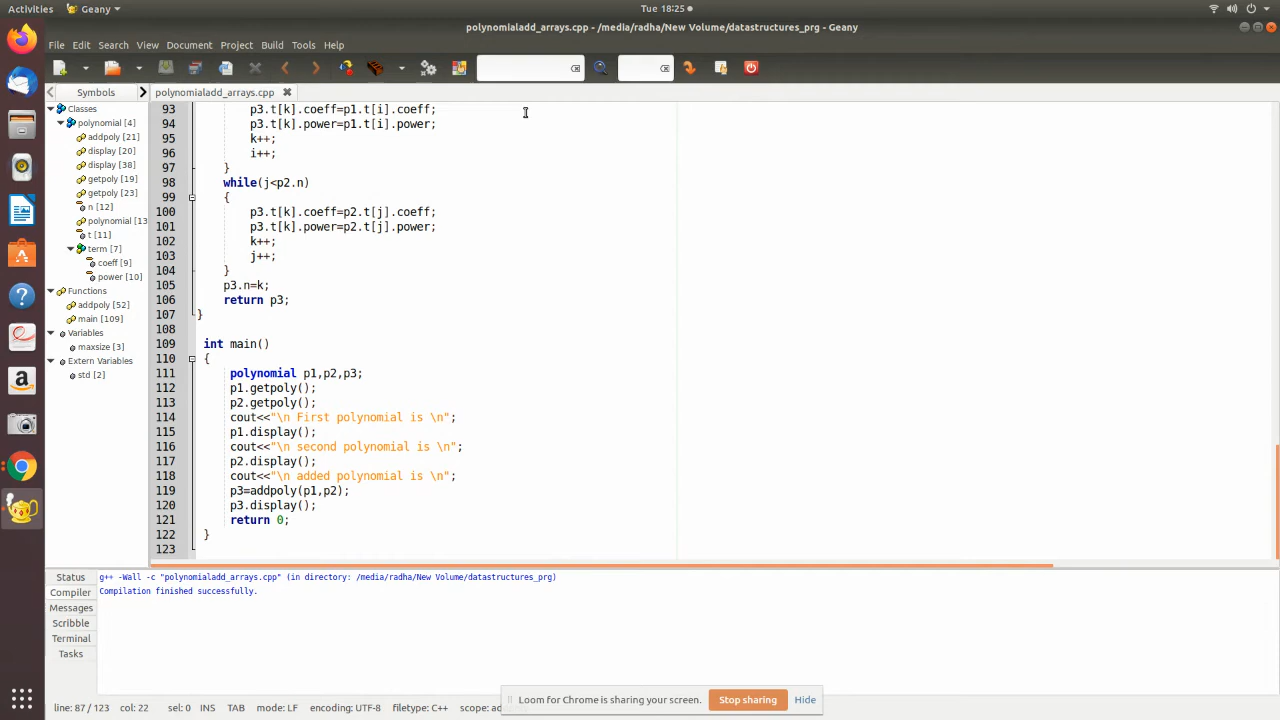 Activities Geany Tue 18:25
polynomialadd_arrays.cpp - /media/radha/New Volume/datastructures_prg - Geany
File Edit Search View Document Project Build Tools Help
Symbols polynomialadd_arrays.cpp
Classes
polynomial [4]
addpoly [21]
display [20]
display [38]
getpoly [19]
getpoly [23]
n [12]
polynomial [13
t [11]
term [7]
coeff [9]
power [10]
Functions
addpoly [52]
main [109]
Variables
maxsize [3]
Extern Variables
std [2]
93 p3.t[k].coeff=p1.t[i].coeff;
94 p3.t[k].power=p1.t[i].power;
95 k++;
96 i++;
97 }
98 while(j<p2.n)
99 {
100 p3.t[k].coeff=p2.t[j].coeff;
101 p3.t[k].power=p2.t[j].power;
102 k++;
103 j++;
104 }
105 p3.n=k;
106 return p3;
107 }
108
109 int main()
110 {
111 polynomial p1,p2,p3;
112 p1.getpoly();
113 p2.getpoly();
114 cout<<"\n First polynomial is \n";
115 p1.display();
116 cout<<"\n second polynomial is \n";
117 p2.display();
118 cout<<"\n added polynomial is \n";
119 p3=addpoly(p1,p2);
120 p3.display();
121 return 0;
122 }
123
Status
Compiler
Messages
Scribble
Terminal
Tasks
g++ -Wall -c "polynomialadd_arrays.cpp" (in directory: /media/radha/New Volume/datastructures_prg)
Compilation finished successfully.
Loom for Chrome is sharing your screen. Stop sharing Hide
line: 87 / 123 col: 22 sel: 0 INS TAB mode: LF encoding: UTF-8 filetype: C++ scope: